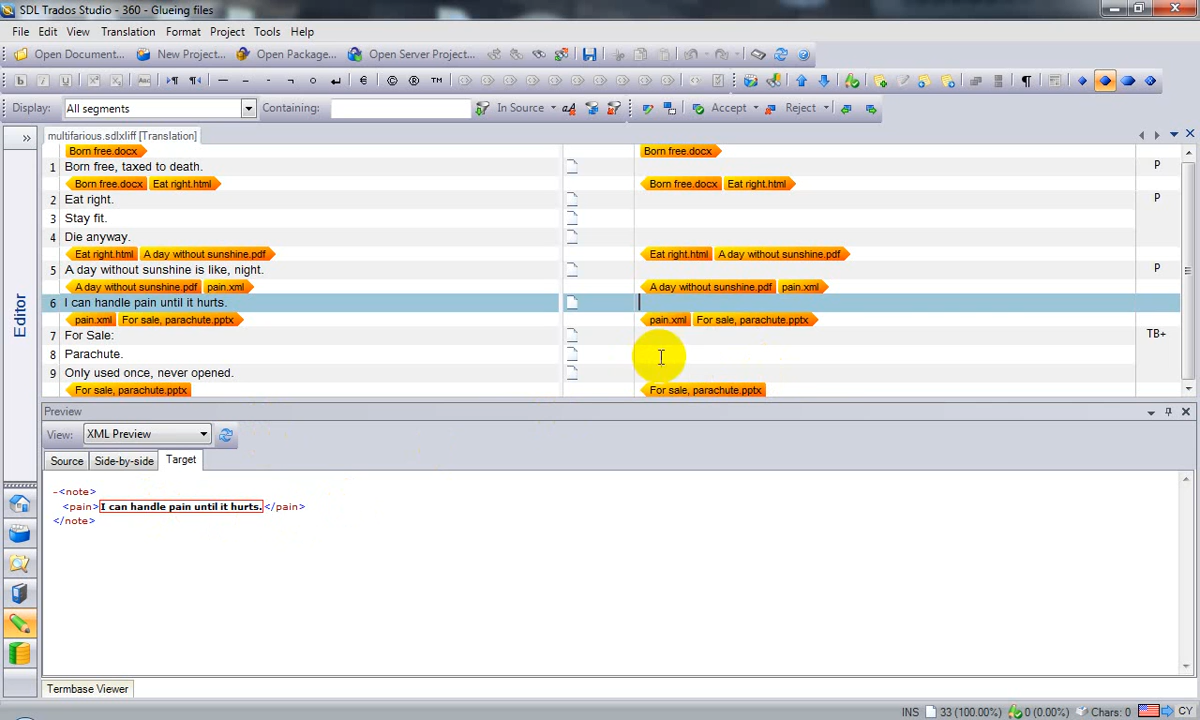 SDL Trados Studio - 360 - Glueing files
File Edit View Translation Format Project Tools Help
Open Document... New Project... Open Package... Open Server Project...
Display: All segments Containing: In Source Accept Reject
multifarious.sdlxliff [Translation]
Born free.docx Born free.docx
1 Born free, taxed to death. P
Born free.docx Eat right.html Born free.docx Eat right.html
2 Eat right. P
3 Stay fit.
4 Die anyway.
Eat right.html A day without sunshine.pdf Eat right.html A day without sunshine.pdf
5 A day without sunshine is like, night. P
A day without sunshine.pdf pain.xml A day without sunshine.pdf pain.xml
6 I can handle pain until it hurts.
pain.xml For sale, parachute.pptx pain.xml For sale, parachute.pptx
7 For Sale: TB+
8 Parachute.
9 Only used once, never opened.
For sale, parachute.pptx For sale, parachute.pptx
Editor
Preview
View: XML Preview
Source Side-by-side Target
-<note>
<pain>I can handle pain until it hurts.</pain>
</note>
Termbase Viewer
INS 33 (100.00%) 0 (0.00%) Chars: 0 CY